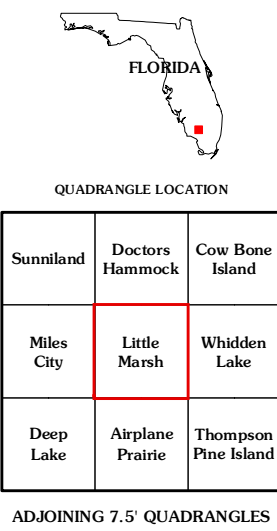 FLORIDA
QUADRANGLE LOCATION
Sunniland
Doctors
Hammock
Cow Bone
Island
Miles
City
Little
Marsh
Whidden
Lake
Deep
Lake
Airplane
Prairie
Thompson
Pine Island
ADJOINING 7.5' QUADRANGLES